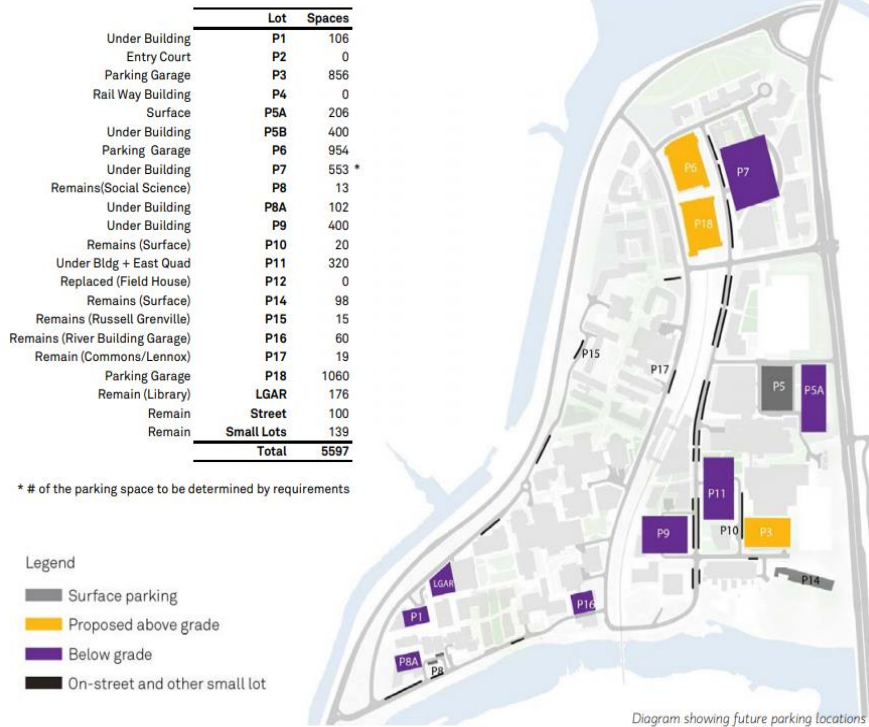 Lot Spaces
Under Building P1 106
Entry Court P2 0
Parking Garage P3 856
Rail Way Building P4 0
Surface P5A 206
Under Building P5B 400
Parking Garage P6 954
Under Building P7 553 *
Remains(Social Science) P8 13
Under Building P8A 102
Under Building P9 400
Remains (Surface) P10 20
Under Bldg + East Quad P11 320
Replaced (Field House) P12 0
Remains (Surface) P14 98
Remains (Russell Grenville) P15 15
Remains (River Building Garage) P16 60
Remain (Commons/Lennox) P17 19
Parking Garage P18 1060
Remain (Library) LGAR 176
Remain Street 100
Remain Small Lots 139
Total 5597
* # of the parking space to be determined by requirements
Legend
Surface parking
Proposed above grade
Below grade
On-street and other small lot
P6
P7
P18
P15
P17
P5
P5A
P11
P10
P9
P3
P14
LGAR
P1
P16
P8A
P8
Diagram showing future parking locations